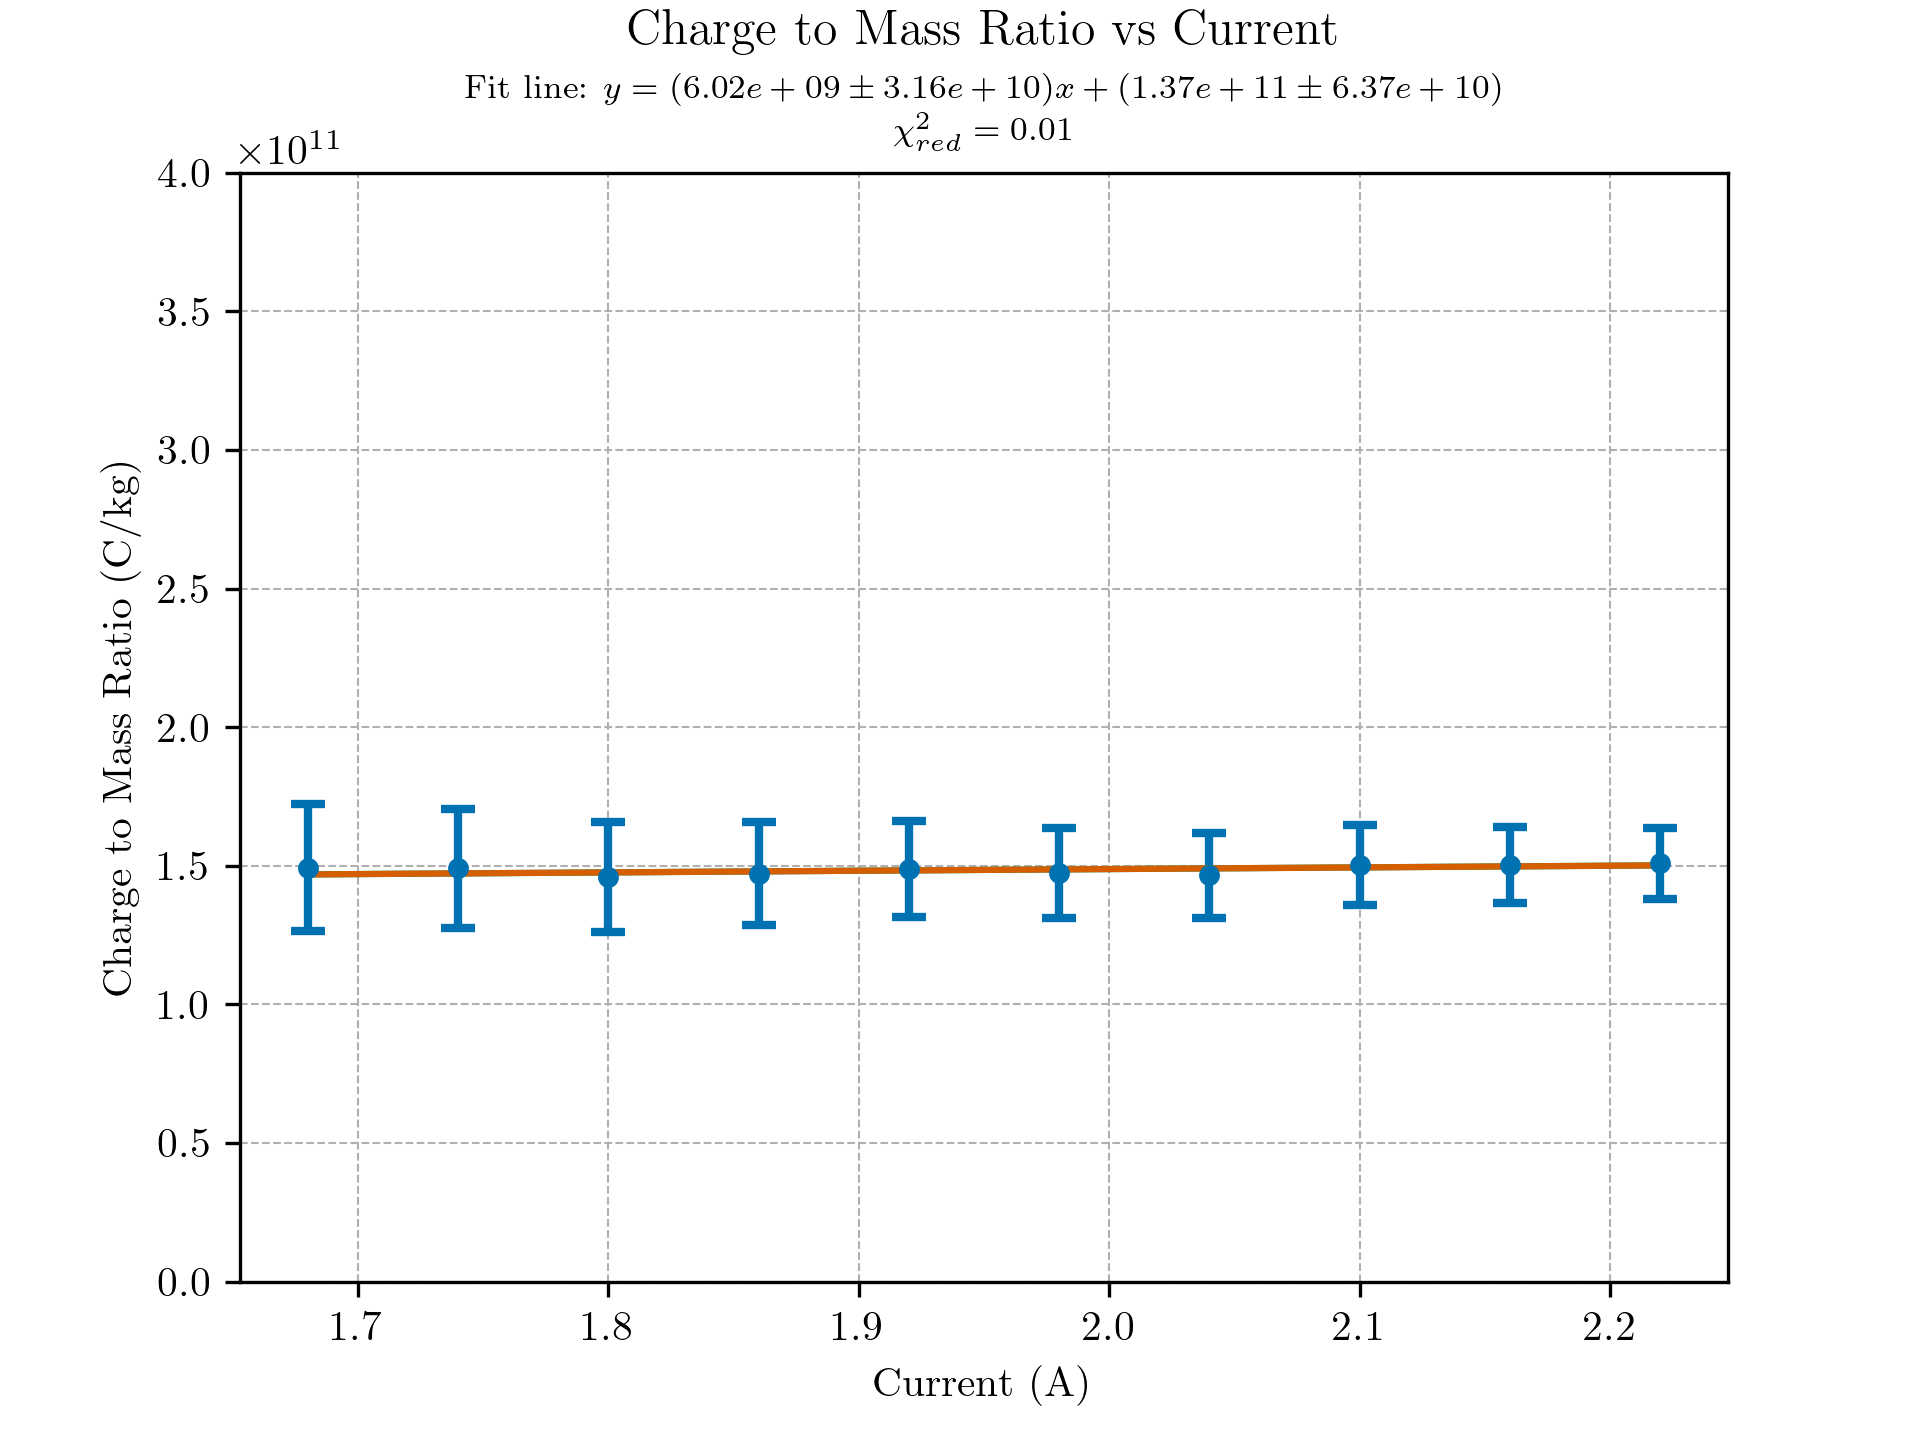 Charge to Mass Ratio vs Current
Fit line: y = (6.02e + 09 ± 3.16e + 10)x + (1.37e + 11 ± 6.37e + 10)
χ²_red = 0.01
×10¹¹
4.0
3.5
3.0
2.5
2.0
1.5
1.0
0.5
0.0
Charge to Mass Ratio (C/kg)
1.7 1.8 1.9 2.0 2.1 2.2
Current (A)